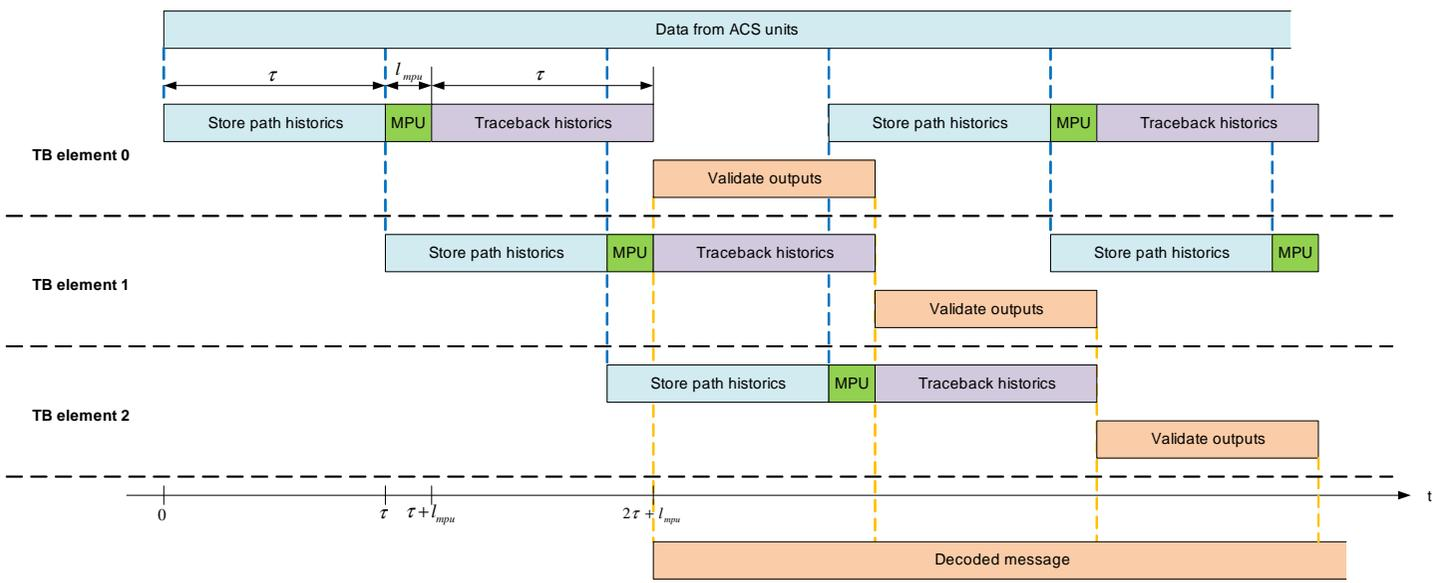 Data from ACS units
τ l_mpu τ
Store path historics MPU Traceback historics Store path historics MPU Traceback historics
TB element 0
Validate outputs
Store path historics MPU Traceback historics Store path historics MPU
TB element 1
Validate outputs
Store path historics MPU Traceback historics
TB element 2
Validate outputs
t
0 τ τ+l_mpu 2τ + l_mpu
Decoded message